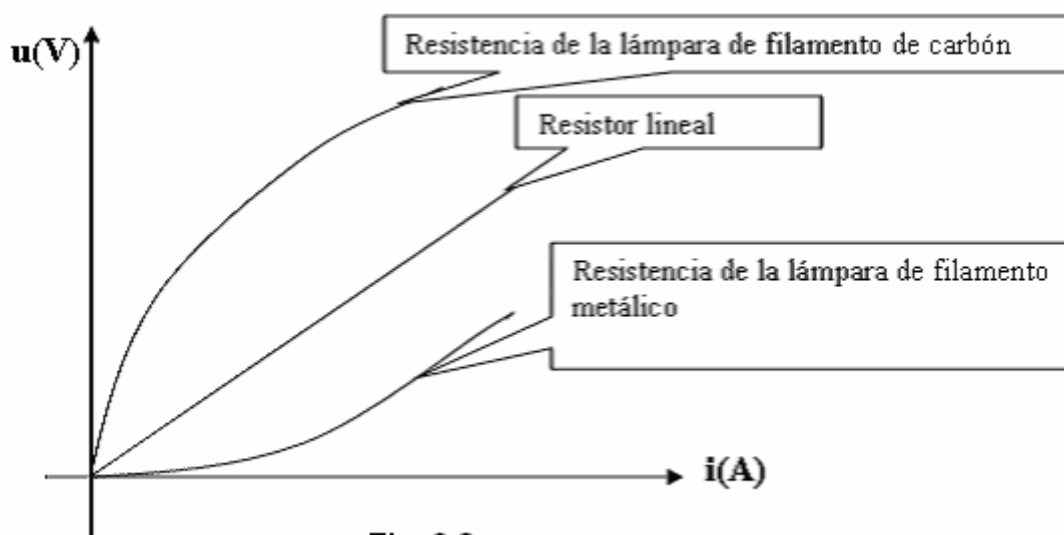 u(V)
Resistencia de la lámpara de filamento de carbón
Resistor lineal
Resistencia de la lámpara de filamento
metálico
i(A)